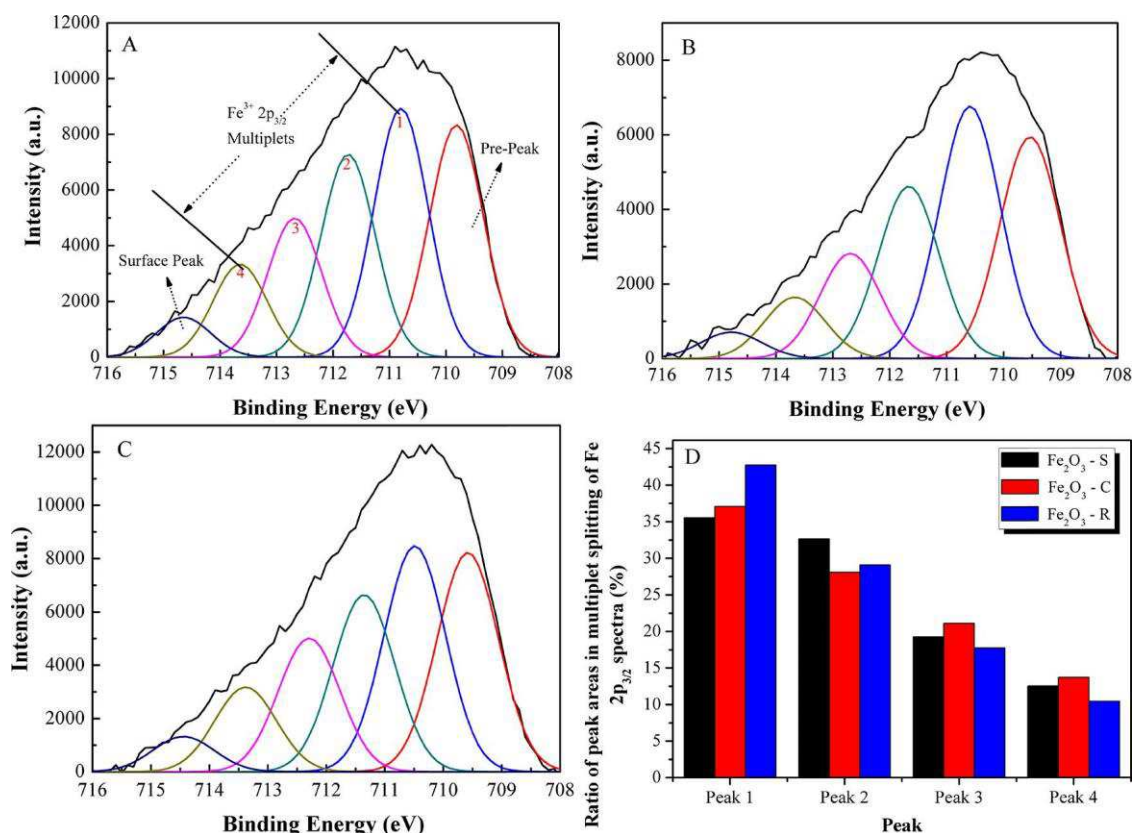 A
12000
10000
8000
6000
4000
2000
0
Intensity (a.u.)
Fe³⁺ 2p₃/₂
Multiplets
Surface Peak
Pre-Peak
1
2
3
4
716 715 714 713 712 711 710 709 708
Binding Energy (eV)
B
8000
6000
4000
2000
0
Intensity (a.u.)
716 715 714 713 712 711 710 709 708
Binding Energy (eV)
C
12000
10000
8000
6000
4000
2000
0
Intensity (a.u.)
716 715 714 713 712 711 710 709 708
Binding Energy (eV)
D
45
40
35
30
25
20
15
10
5
0
Ratio of peak areas in multiplet splitting of Fe
2p₃/₂ spectra (%)
Fe₂O₃ - S
Fe₂O₃ - C
Fe₂O₃ - R
Peak 1 Peak 2 Peak 3 Peak 4
Peak